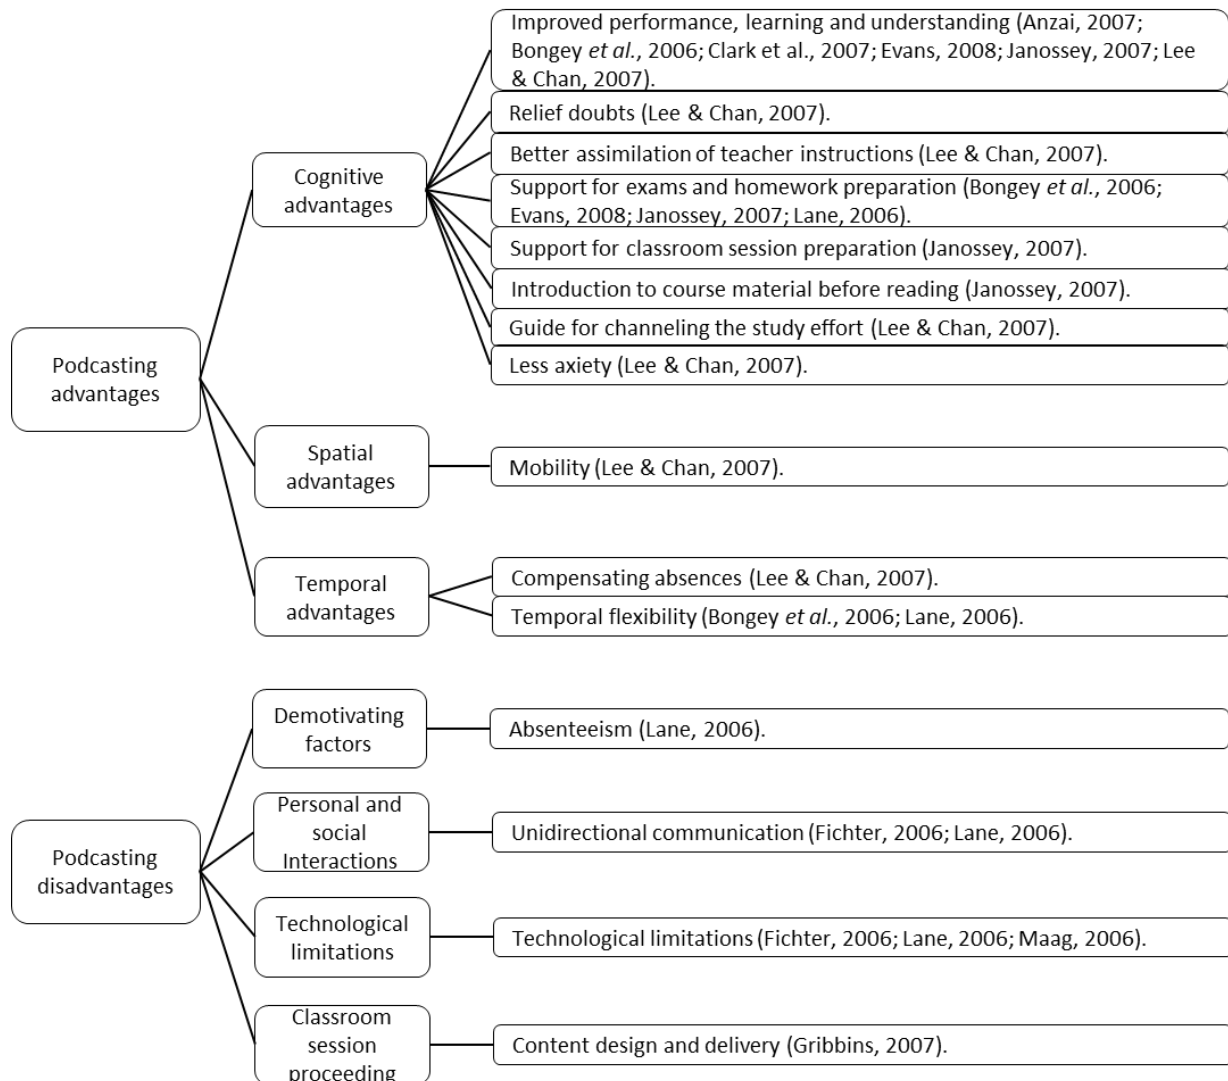 Podcasting
advantages
Cognitive
advantages
Improved performance, learning and understanding (Anzai, 2007;
Bongey et al., 2006; Clark et al., 2007; Evans, 2008; Janossey, 2007; Lee
& Chan, 2007).
Relief doubts (Lee & Chan, 2007).
Better assimilation of teacher instructions (Lee & Chan, 2007).
Support for exams and homework preparation (Bongey et al., 2006;
Evans, 2008; Janossey, 2007; Lane, 2006).
Support for classroom session preparation (Janossey, 2007).
Introduction to course material before reading (Janossey, 2007).
Guide for channeling the study effort (Lee & Chan, 2007).
Less axiety (Lee & Chan, 2007).
Spatial
advantages
Mobility (Lee & Chan, 2007).
Temporal
advantages
Compensating absences (Lee & Chan, 2007).
Temporal flexibility (Bongey et al., 2006; Lane, 2006).
Podcasting
disadvantages
Demotivating
factors
Absenteeism (Lane, 2006).
Personal and
social
Interactions
Unidirectional communication (Fichter, 2006; Lane, 2006).
Technological
limitations
Technological limitations (Fichter, 2006; Lane, 2006; Maag, 2006).
Classroom
session
proceeding
Content design and delivery (Gribbins, 2007).